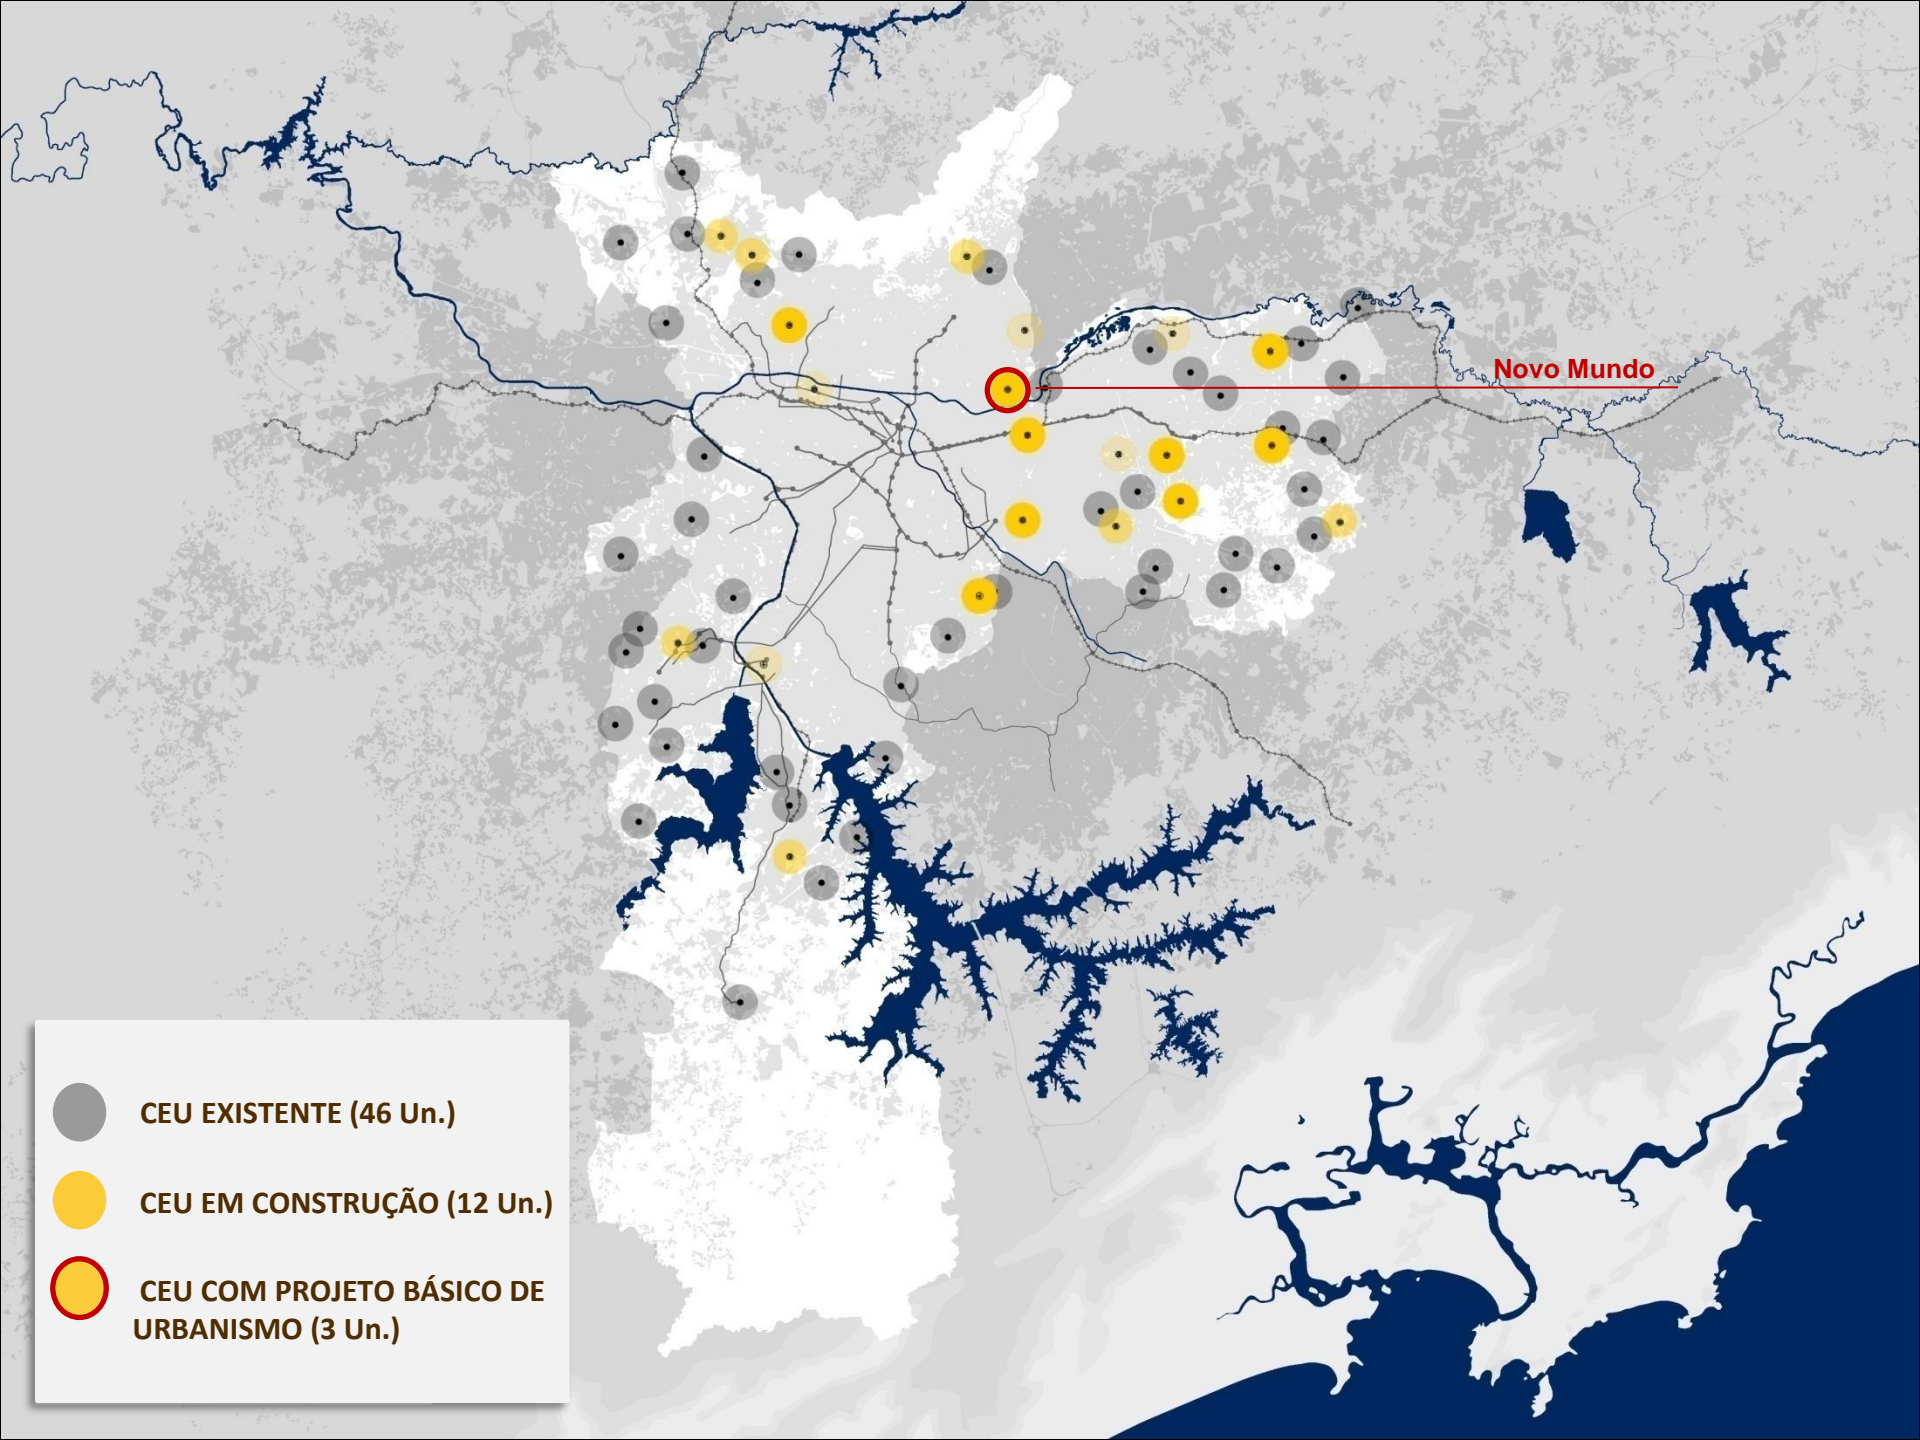 Novo Mundo
CEU EXISTENTE (46 Un.)
CEU EM CONSTRUÇÃO (12 Un.)
CEU COM PROJETO BÁSICO DE
URBANISMO (3 Un.)